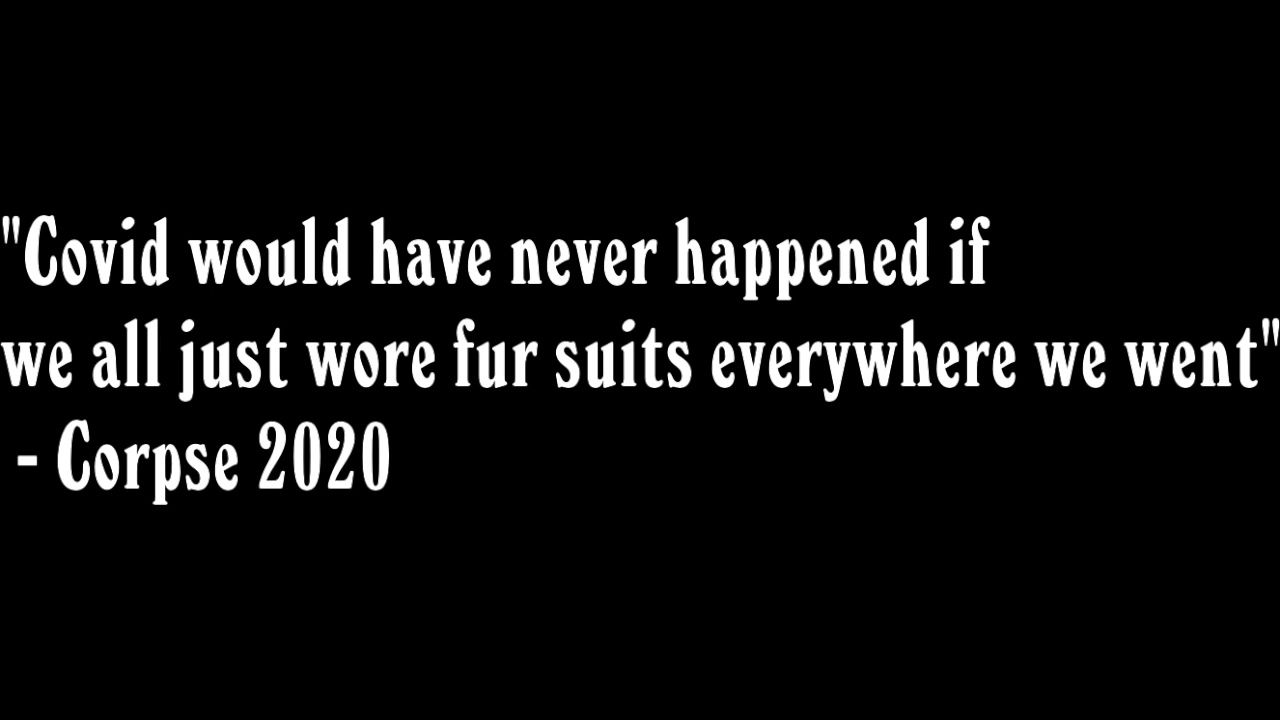 "Covid would have never happened if
we all just wore fur suits everywhere we went"
- Corpse 2020